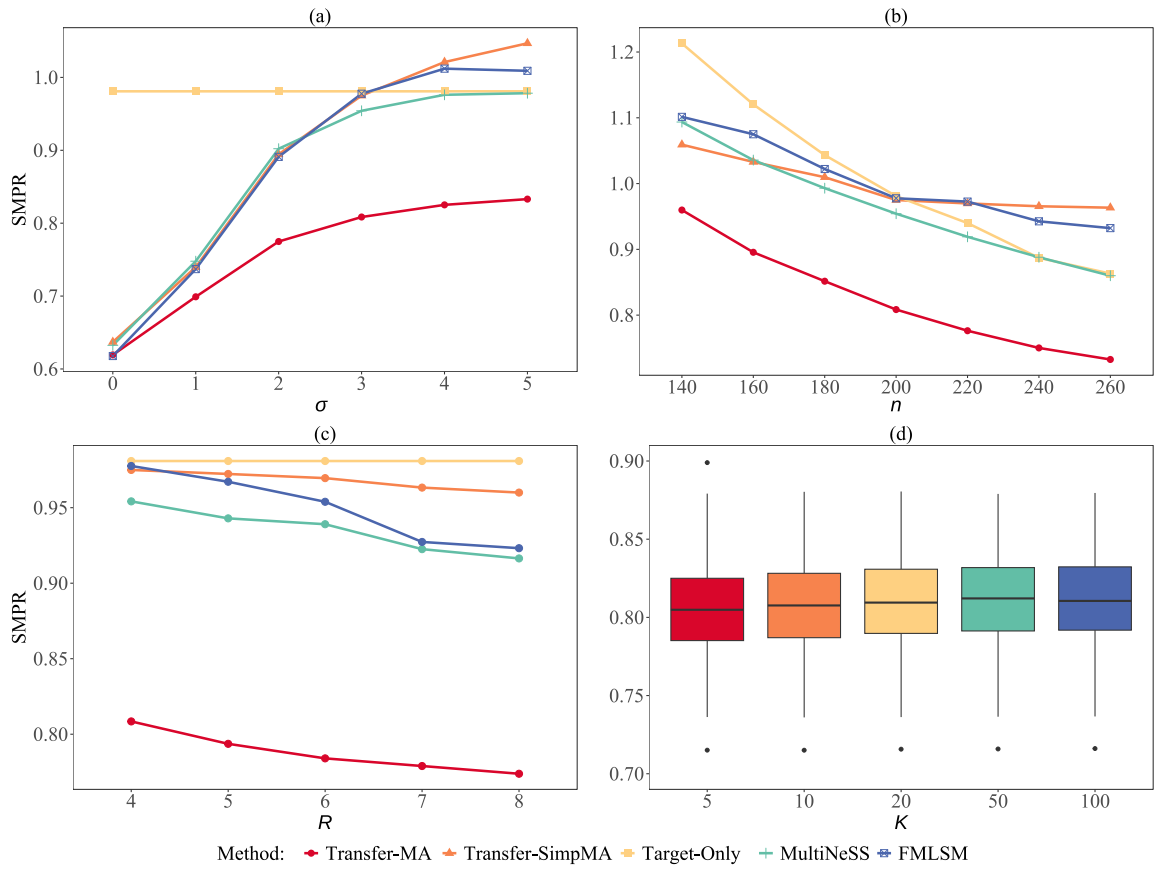 (a)
SMPR
1.0
0.9
0.8
0.7
0.6
0 1 2 3 4 5
σ
(b)
1.2
1.1
1.0
0.9
0.8
140 160 180 200 220 240 260
n
(c)
SMPR
0.95
0.90
0.85
0.80
4 5 6 7 8
R
(d)
0.90
0.85
0.80
0.75
0.70
5 10 20 50 100
K
Method: Transfer-MA Transfer-SimpMA Target-Only MultiNeSS FMLSM